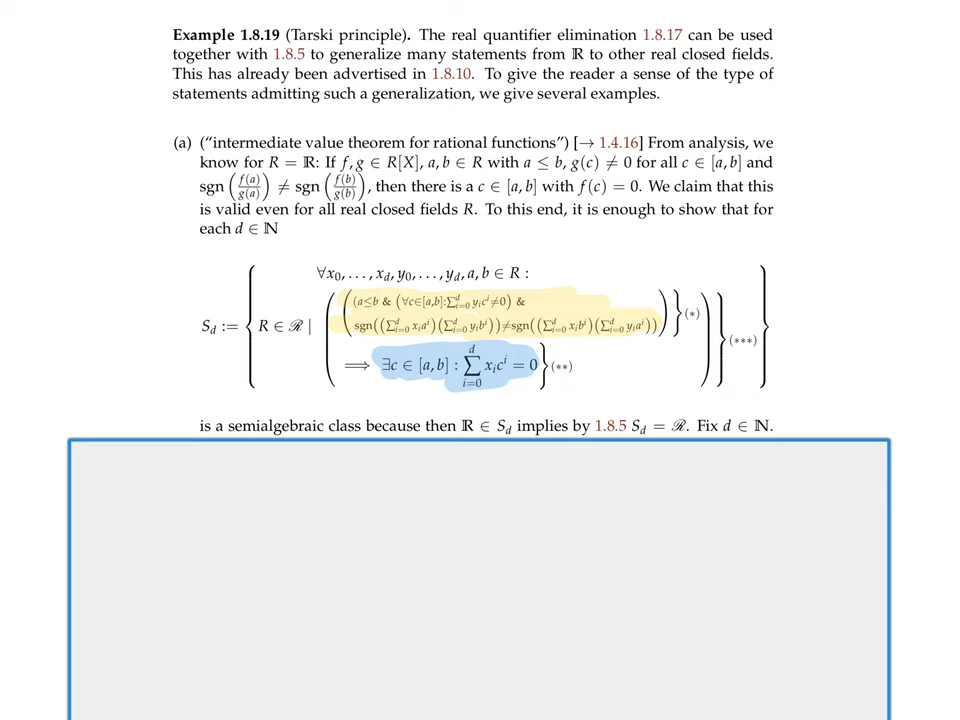 Example 1.8.19 (Tarski principle). The real quantifier elimination 1.8.17 can be used
together with 1.8.5 to generalize many statements from ℝ to other real closed fields.
This has already been advertised in 1.8.10. To give the reader a sense of the type of
statements admitting such a generalization, we give several examples.
(a) (“intermediate value theorem for rational functions”) [→ 1.4.16] From analysis, we
know for R = ℝ: If f, g ∈ R[X], a, b ∈ R with a ≤ b, g(c) ≠ 0 for all c ∈ [a, b] and
sgn (f(a)/g(a)) ≠ sgn (f(b)/g(b)), then there is a c ∈ [a, b] with f(c) = 0. We claim that this
is valid even for all real closed fields R. To this end, it is enough to show that for
each d ∈ ℕ
∀x₀, . . . , x_d, y₀, . . . , y_d, a, b ∈ R :
(a≤b & (∀c∈[a,b]:∑_{i=0}^d y_i c^i≠0) &
S_d := { R ∈ ℛ | sgn((∑_{i=0}^d x_i a^i)(∑_{i=0}^d y_i b^i))≠sgn((∑_{i=0}^d x_i b^i)(∑_{i=0}^d y_i a^i))) } (∗)
⟹ ∃c ∈ [a, b] : ∑_{i=0}^d x_i c^i = 0 } (∗∗) ) } (∗∗∗) }
is a semialgebraic class because then ℝ ∈ S_d implies by 1.8.5 S_d = ℛ. Fix d ∈ ℕ.